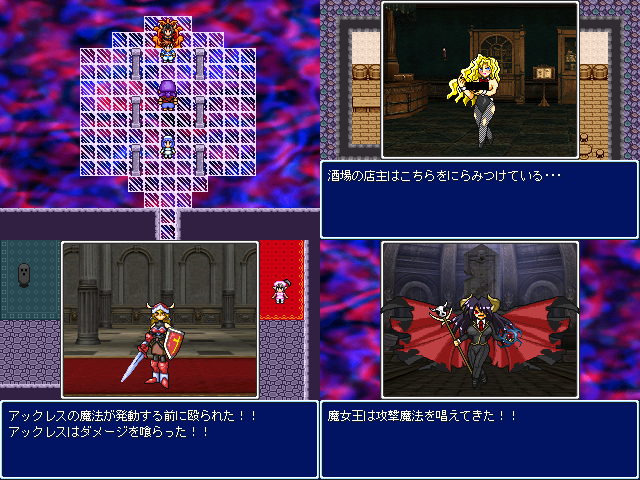 酒場の店主はこちらをにらみつけている・・・
アックレスの魔法が発動する前に殴られた！！
アックレスはダメージを喰らった！！
魔女王は攻撃魔法を唱えてきた！！